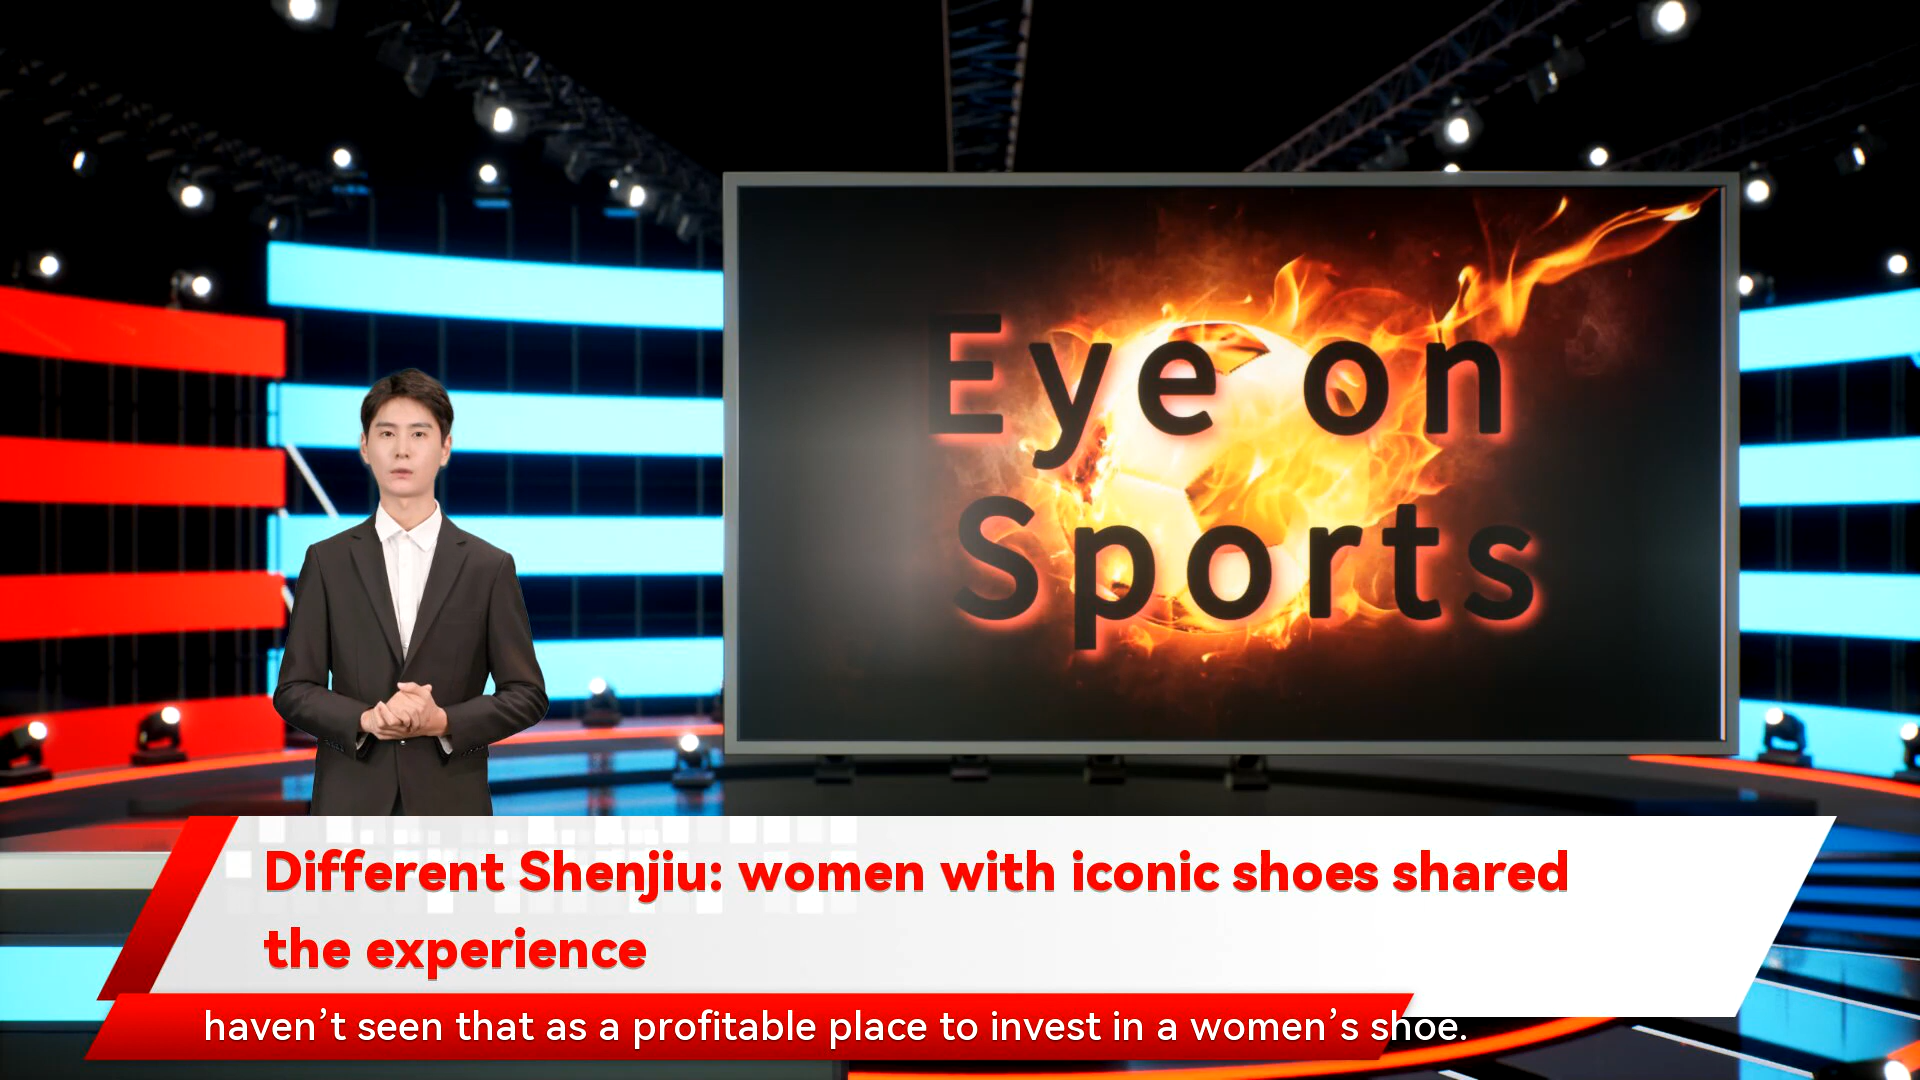 Eye on
Sports
Different Shenjiu: women with iconic shoes shared
the experience
haven't seen that as a profitable place to invest in a women's shoe.